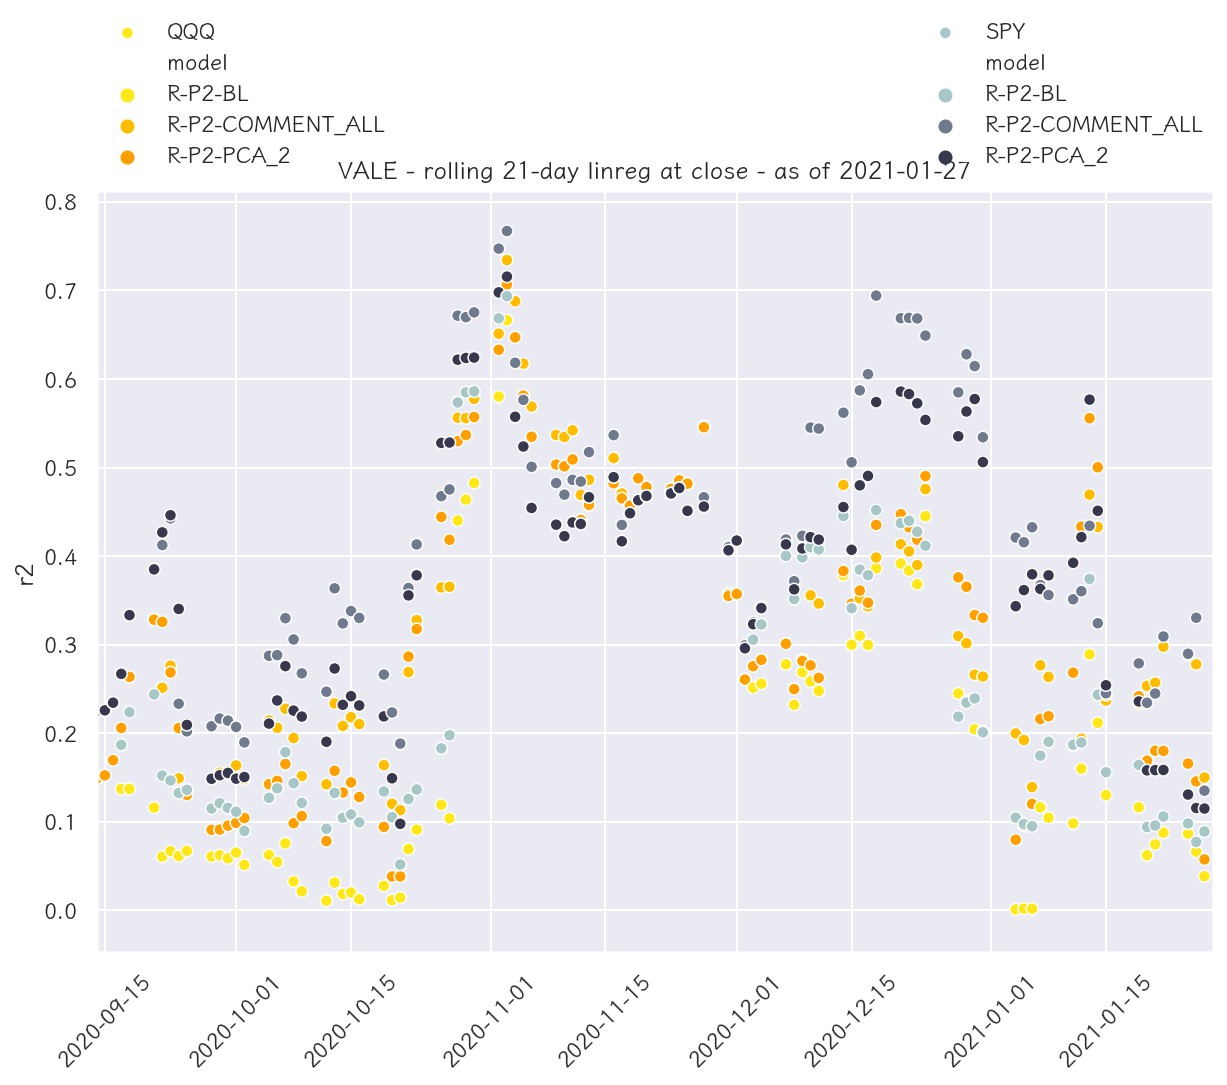 QQQ
model
R-P2-BL
R-P2-COMMENT_ALL
R-P2-PCA_2
SPY
model
R-P2-BL
R-P2-COMMENT_ALL
R-P2-PCA_2
VALE - rolling 21-day linreg at close - as of 2021-01-27
0.8
0.7
0.6
0.5
0.4
0.3
0.2
0.1
0.0
r2
2020-09-15
2020-10-01
2020-10-15
2020-11-01
2020-11-15
2020-12-01
2020-12-15
2021-01-01
2021-01-15